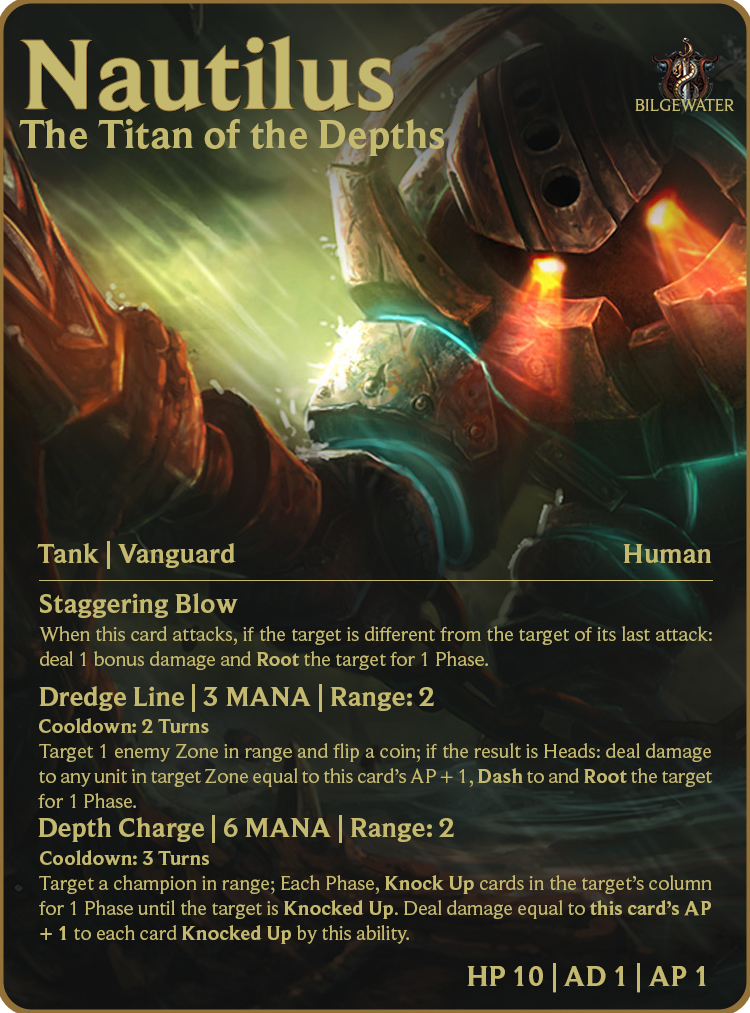 Nautilus
The Titan of the Depths
BILGEWATER
Tank | Vanguard
Human
Staggering Blow
When this card attacks, if the target is different from the target of its last attack:
deal 1 bonus damage and Root the target for 1 Phase.
Dredge Line | 3 MANA | Range: 2
Cooldown: 2 Turns
Target 1 enemy Zone in range and flip a coin; if the result is Heads: deal damage
to any unit in target Zone equal to this card's AP + 1, Dash to and Root the target
for 1 Phase.
Depth Charge | 6 MANA | Range: 2
Cooldown: 3 Turns
Target a champion in range; Each Phase, Knock Up cards in the target's column
for 1 Phase until the target is Knocked Up. Deal damage equal to this card's AP
+ 1 to each card Knocked Up by this ability.
HP 10 | AD 1 | AP 1